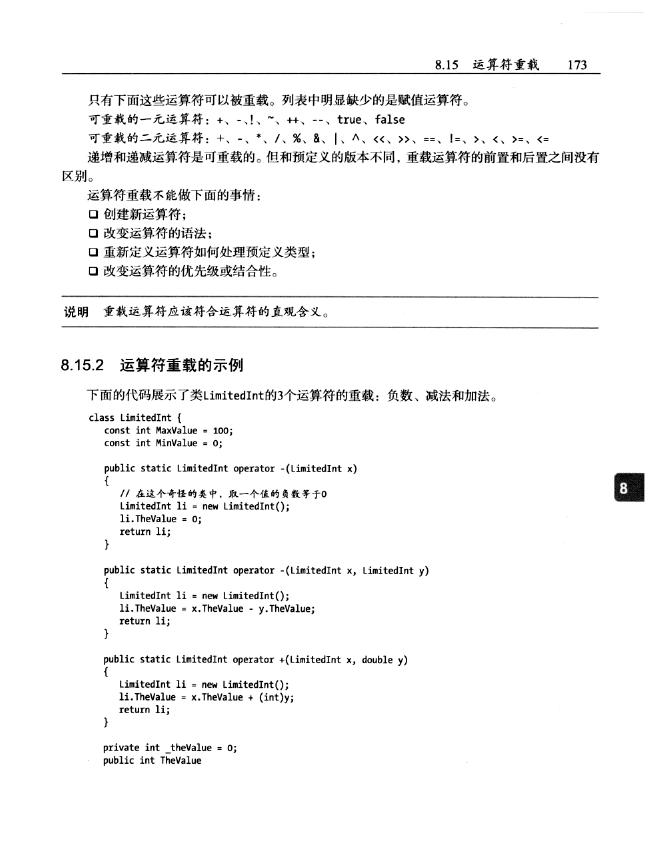 8.15 运算符重载 173
只有下面这些运算符可以被重载。列表中明显缺少的是赋值运算符。
可重载的一元运算符：+、-、!、~、++、--、true、false
可重载的二元运算符：+、-、*、/、%、&、|、^、<<、>>、==、!=、>、<、>=、<=
递增和递减运算符是可重载的。但和预定义的版本不同，重载运算符的前置和后置之间没有
区别。
运算符重载不能做下面的事情：
❑ 创建新运算符；
❑ 改变运算符的语法；
❑ 重新定义运算符如何处理预定义类型；
❑ 改变运算符的优先级或结合性。
说明 重载运算符应该符合运算符的直观含义。
8.15.2 运算符重载的示例
下面的代码展示了类LimitedInt的3个运算符的重载：负数、减法和加法。
class LimitedInt {
const int MaxValue = 100;
const int MinValue = 0;
public static LimitedInt operator -(LimitedInt x)
{
// 在这个奇怪的类中，取一个值的负数等于0
LimitedInt li = new LimitedInt();
li.TheValue = 0;
return li;
}
8
public static LimitedInt operator -(LimitedInt x, LimitedInt y)
{
LimitedInt li = new LimitedInt();
li.TheValue = x.TheValue - y.TheValue;
return li;
}
public static LimitedInt operator +(LimitedInt x, double y)
{
LimitedInt li = new LimitedInt();
li.TheValue = x.TheValue + (int)y;
return li;
}
private int _theValue = 0;
public int TheValue